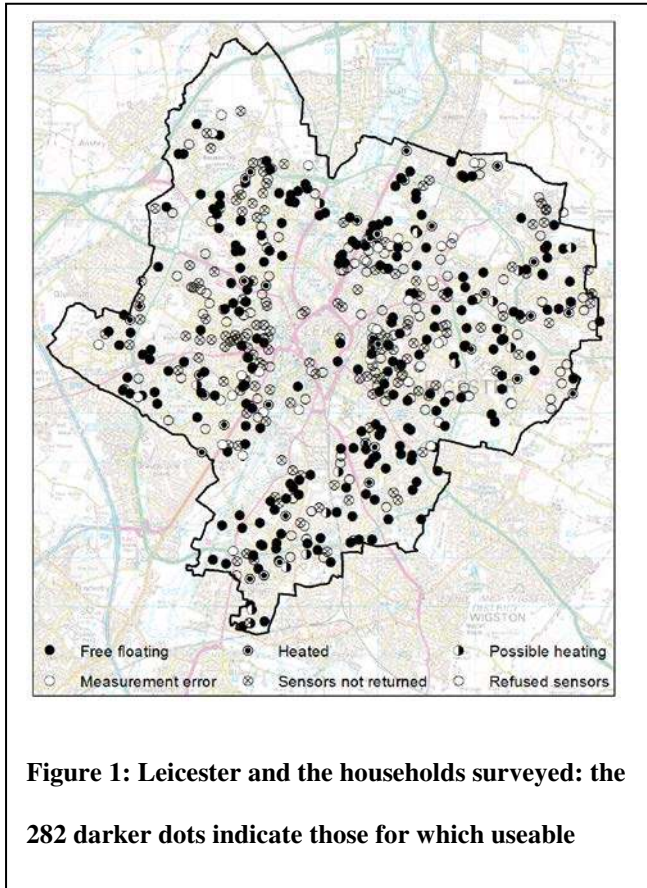 WIGSTON
Free floating
Heated
Possible heating
Measurement error
Sensors not returned
Refused sensors
Figure 1: Leicester and the households surveyed: the
282 darker dots indicate those for which useable